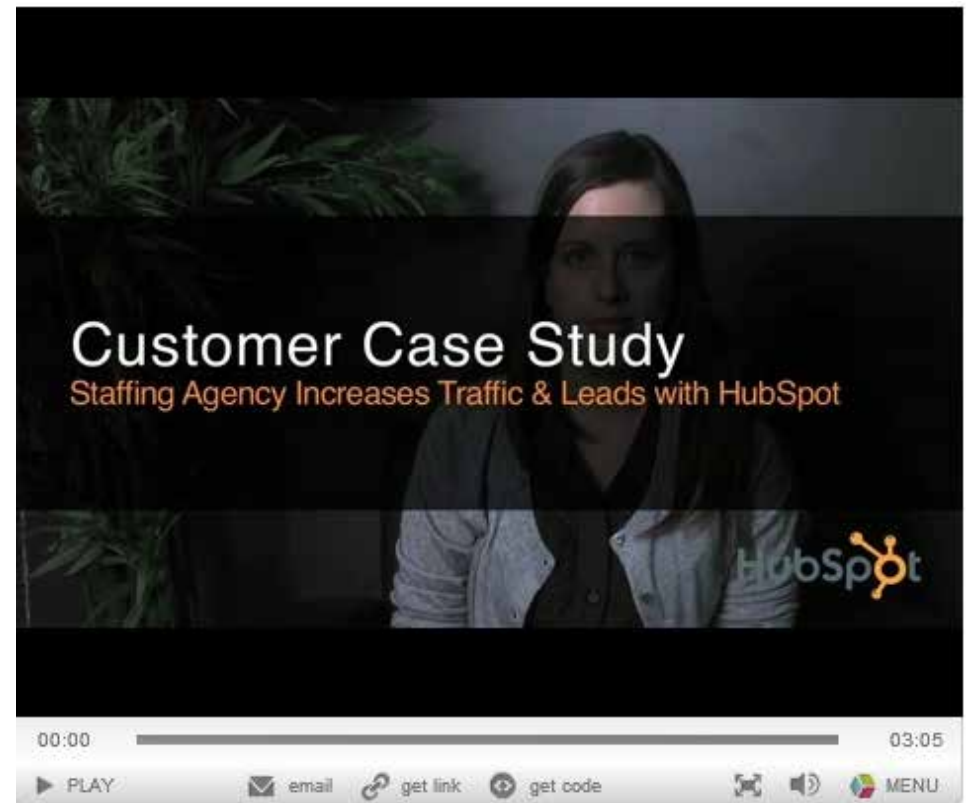 Customer Case Study
Staffing Agency Increases Traffic & Leads with HubSpot
HubSpot
00:00
03:05
PLAY
email
get link
get code
MENU